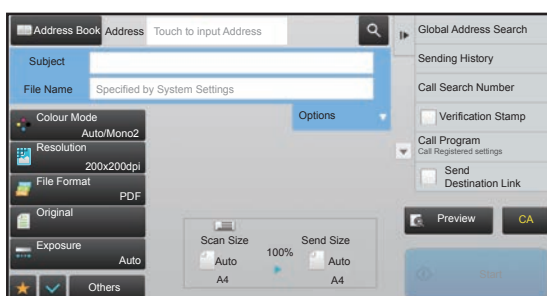 Address Book Address Touch to input Address
Subject
File Name Specified by System Settings
Options
Colour Mode
Auto/Mono2
Resolution
200x200dpi
File Format
PDF
Original
Exposure
Auto
Others
Scan Size
Auto
A4
100%
Send Size
Auto
A4
Global Address Search
Sending History
Call Search Number
Verification Stamp
Call Program
Call Registered settings
Send
Destination Link
Preview
CA
Start